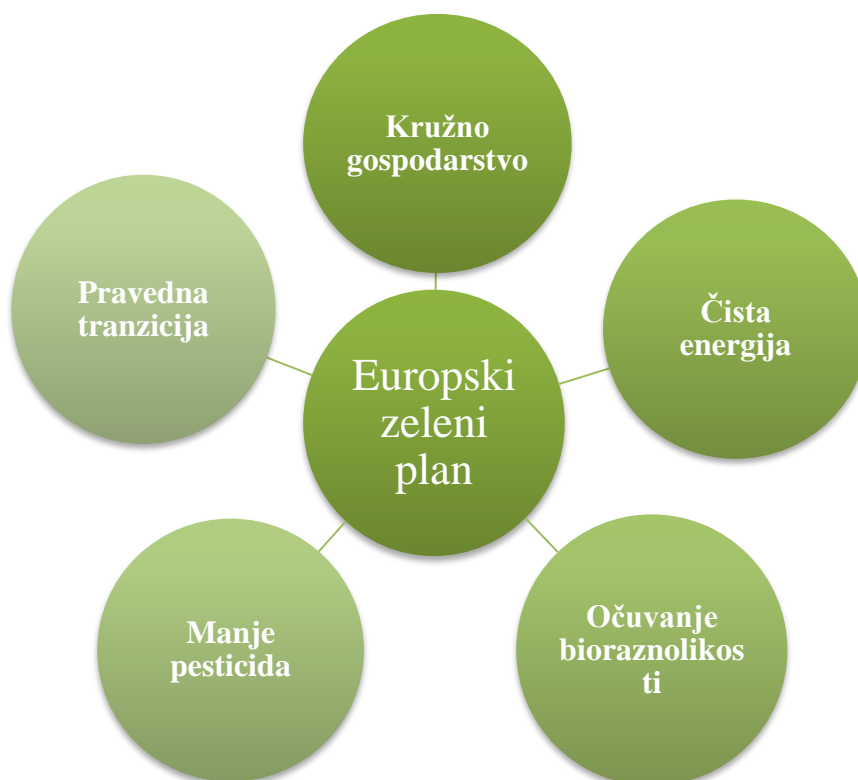 Kružno
gospodarstvo
Pravedna
tranzicija
Čista
energija
Europski
zeleni
plan
Manje
pesticida
Očuvanje
bioraznolikos
ti